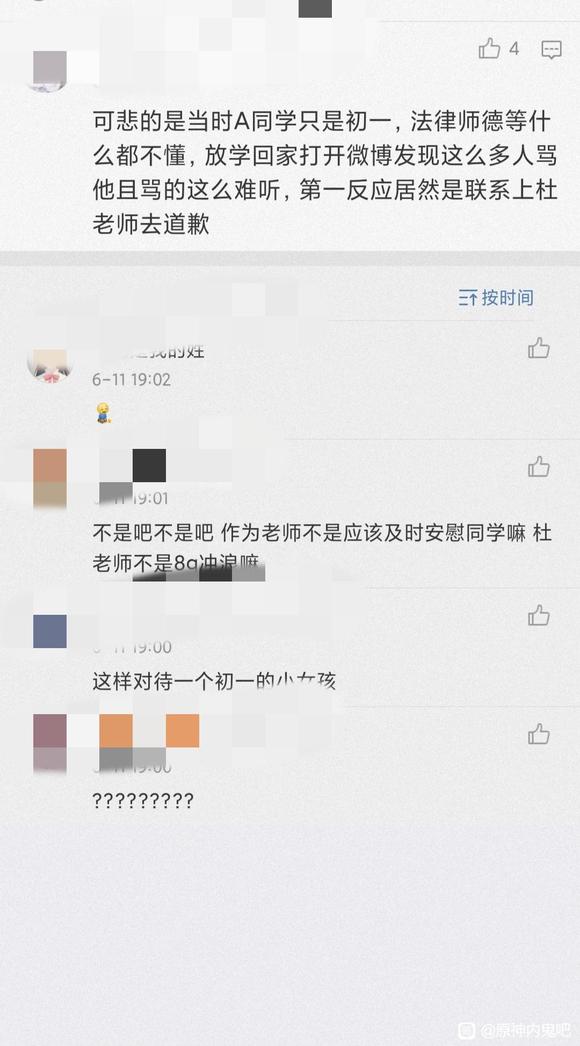 4
可悲的是当时A同学只是初一，法律师德等什
么都不懂，放学回家打开微博发现这么多人骂
他且骂的这么难听，第一反应居然是联系上杜
老师去道歉
按时间
是我的姓
6-11 19:02
19:01
不是吧不是吧 作为老师不是应该及时安慰同学嘛 杜
老师不是8g冲浪嘛
-11 19:00
这样对待一个初一的小女孩
-11 19:00
?????????
@原神内鬼吧